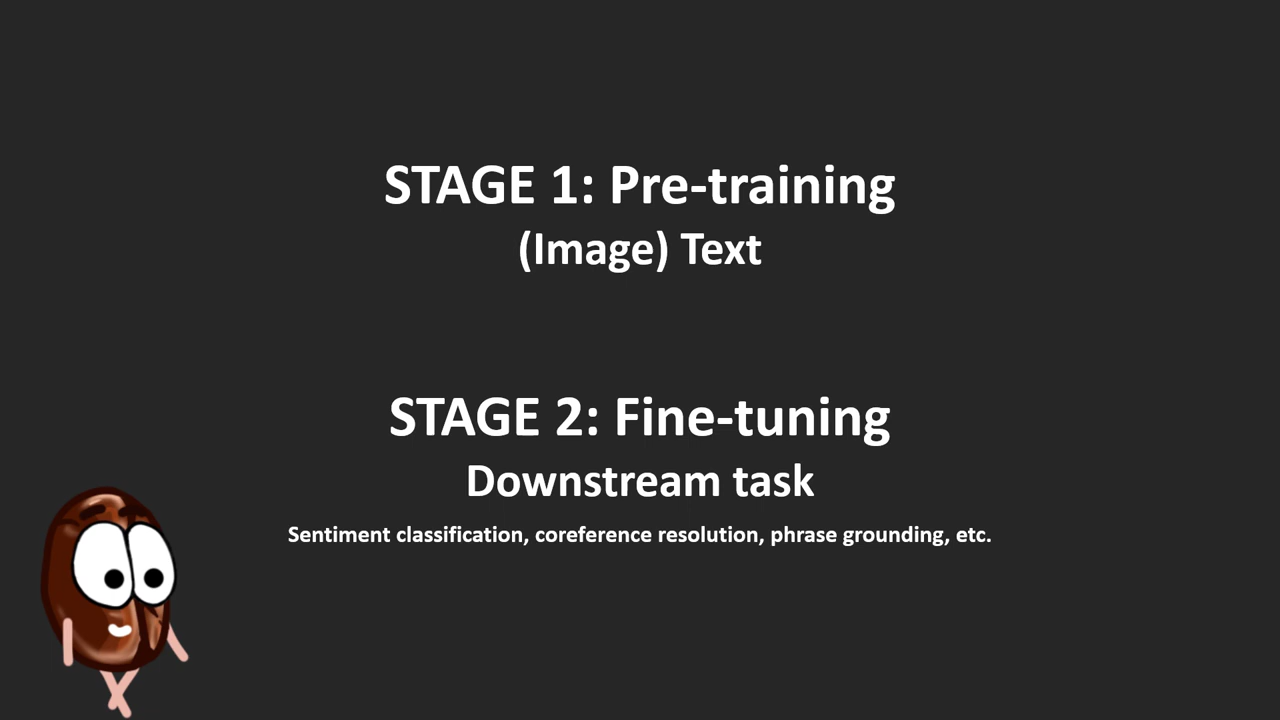 STAGE 1: Pre-training
(Image) Text
STAGE 2: Fine-tuning
Downstream task
Sentiment classification, coreference resolution, phrase grounding, etc.